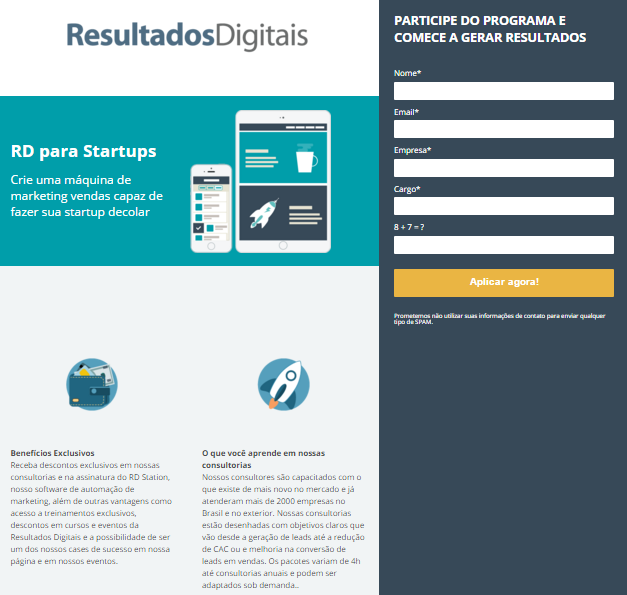 ResultadosDigitais
RD para Startups
Crie uma máquina de
marketing vendas capaz de
fazer sua startup decolar
Benefícios Exclusivos
Receba descontos exclusivos em nossas
consultorias e na assinatura do RD Station,
nosso software de automação de
marketing, além de outras vantagens como
acesso a treinamentos exclusivos,
descontos em cursos e eventos da
Resultados Digitais e a possibilidade de ser
um dos nossos cases de sucesso em nossa
página e em nossos eventos.
O que você aprende em nossas
consultorias
Nossos consultores são capacitados com o
que existe de mais novo no mercado e já
atenderam mais de 2000 empresas no
Brasil e no exterior. Nossas consultorias
estão desenhadas com objetivos claros que
vão desde a geração de leads até a redução
de CAC ou e melhoria na conversão de
leads em vendas. Os pacotes variam de 4h
até consultorias anuais e podem ser
adaptados sob demanda..
PARTICIPE DO PROGRAMA E
COMECE A GERAR RESULTADOS
Nome*
Email*
Empresa*
Cargo*
8 + 7 = ?
Aplicar agora!
Prometemos não utilizar suas informações de contato para enviar qualquer
tipo de SPAM.